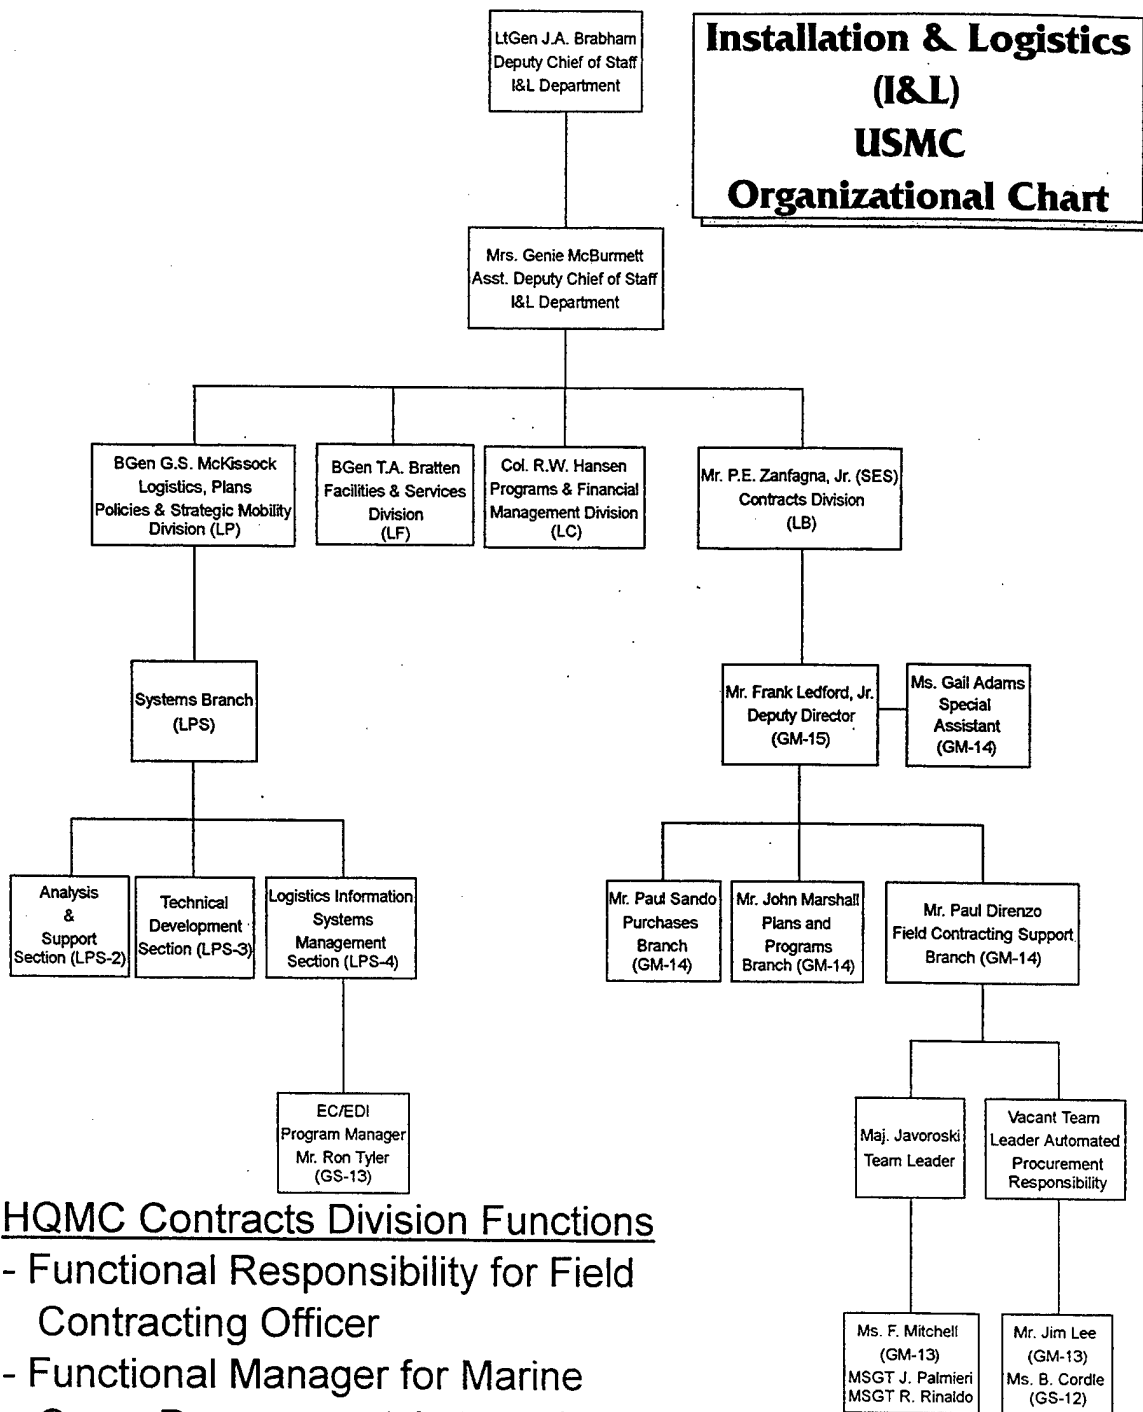 LtGen J.A. Brabham
Deputy Chief of Staff
I&L Department
Installation & Logistics
(I&L)
USMC
Organizational Chart
Mrs. Genie McBurnett
Asst. Deputy Chief of Staff
I&L Department
BGen G.S. McKissock
Logistics, Plans
Policies & Strategic Mobility
Division (LP)
BGen T.A. Bratten
Facilities & Services
Division
(LF)
Col. R.W. Hansen
Programs & Financial
Management Division
(LC)
Mr. P.E. Zanfagna, Jr. (SES)
Contracts Division
(LB)
Systems Branch
(LPS)
Mr. Frank Ledford, Jr.
Deputy Director
(GM-15)
Ms. Gail Adams
Special
Assistant
(GM-14)
Analysis
&
Support
Section (LPS-2)
Technical
Development
Section (LPS-3)
Logistics Information
Systems
Management
Section (LPS-4)
Mr. Paul Sando
Purchases
Branch
(GM-14)
Mr. John Marshall
Plans and
Programs
Branch (GM-14)
Mr. Paul Direnzo
Field Contracting Support
Branch (GM-14)
EC/EDI
Program Manager
Mr. Ron Tyler
(GS-13)
Maj. Javoroski
Team Leader
Vacant Team
Leader Automated
Procurement
Responsibility
Ms. F. Mitchell
(GM-13)
MSGT J. Palmieri
MSGT R. Rinaldo
Mr. Jim Lee
(GM-13)
Ms. B. Cordle
(GS-12)
HQMC Contracts Division Functions
- Functional Responsibility for Field
Contracting Officer
- Functional Manager for Marine